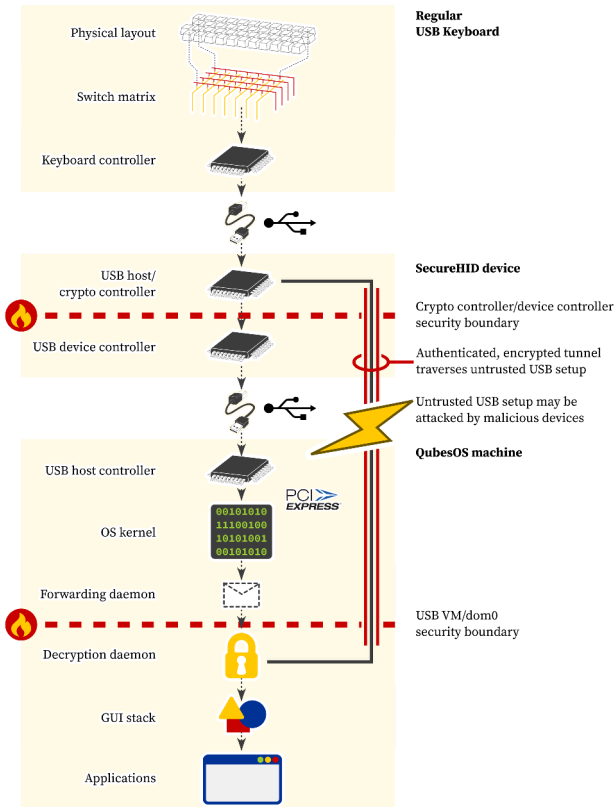 Physical layout
Regular
USB Keyboard
Switch matrix
Keyboard controller
USB host/
crypto controller
SecureHID device
Crypto controller/device controller
security boundary
USB device controller
Authenticated, encrypted tunnel
traverses untrusted USB setup
Untrusted USB setup may be
attacked by malicious devices
QubesOS machine
USB host controller
PCI
EXPRESS®
OS kernel
00101010
11100100
10101001
00101010
Forwarding daemon
USB VM/dom0
security boundary
Decryption daemon
GUI stack
Applications